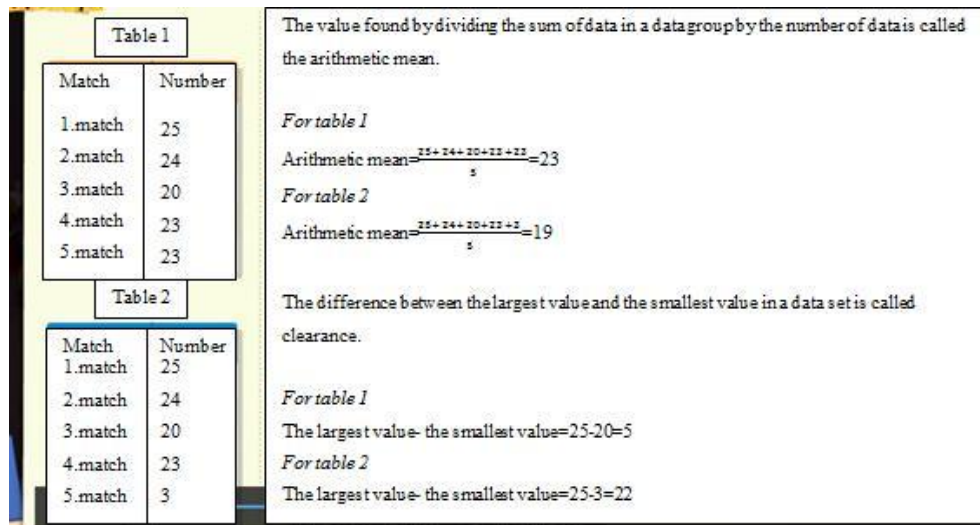 Table 1
Match Number
1.match 25
2.match 24
3.match 20
4.match 23
5.match 23
Table 2
Match Number
1.match 25
2.match 24
3.match 20
4.match 23
5.match 3
The value found by dividing the sum of data in a data group by the number of data is called
the arithmetic mean.
For table 1
Arithmetic mean=25+24+20+23+23/5=23
For table 2
Arithmetic mean=25+24+20+23+3/5=19
The difference between the largest value and the smallest value in a data set is called
clearance.
For table 1
The largest value- the smallest value=25-20=5
For table 2
The largest value- the smallest value=25-3=22